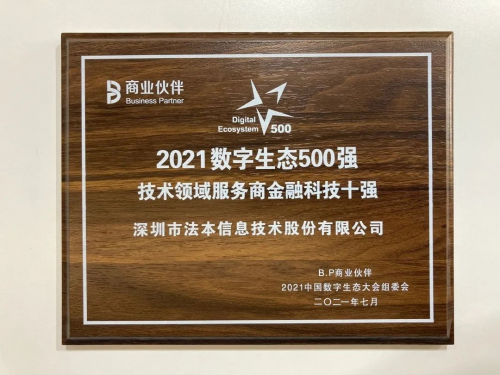 商业伙伴
Business Partner
Digital
Ecosystem 500
2021数字生态500强
技术领域服务商金融科技十强
深圳市法本信息技术股份有限公司
B.P商业伙伴
2021中国数字生态大会组委会
二〇二一年七月